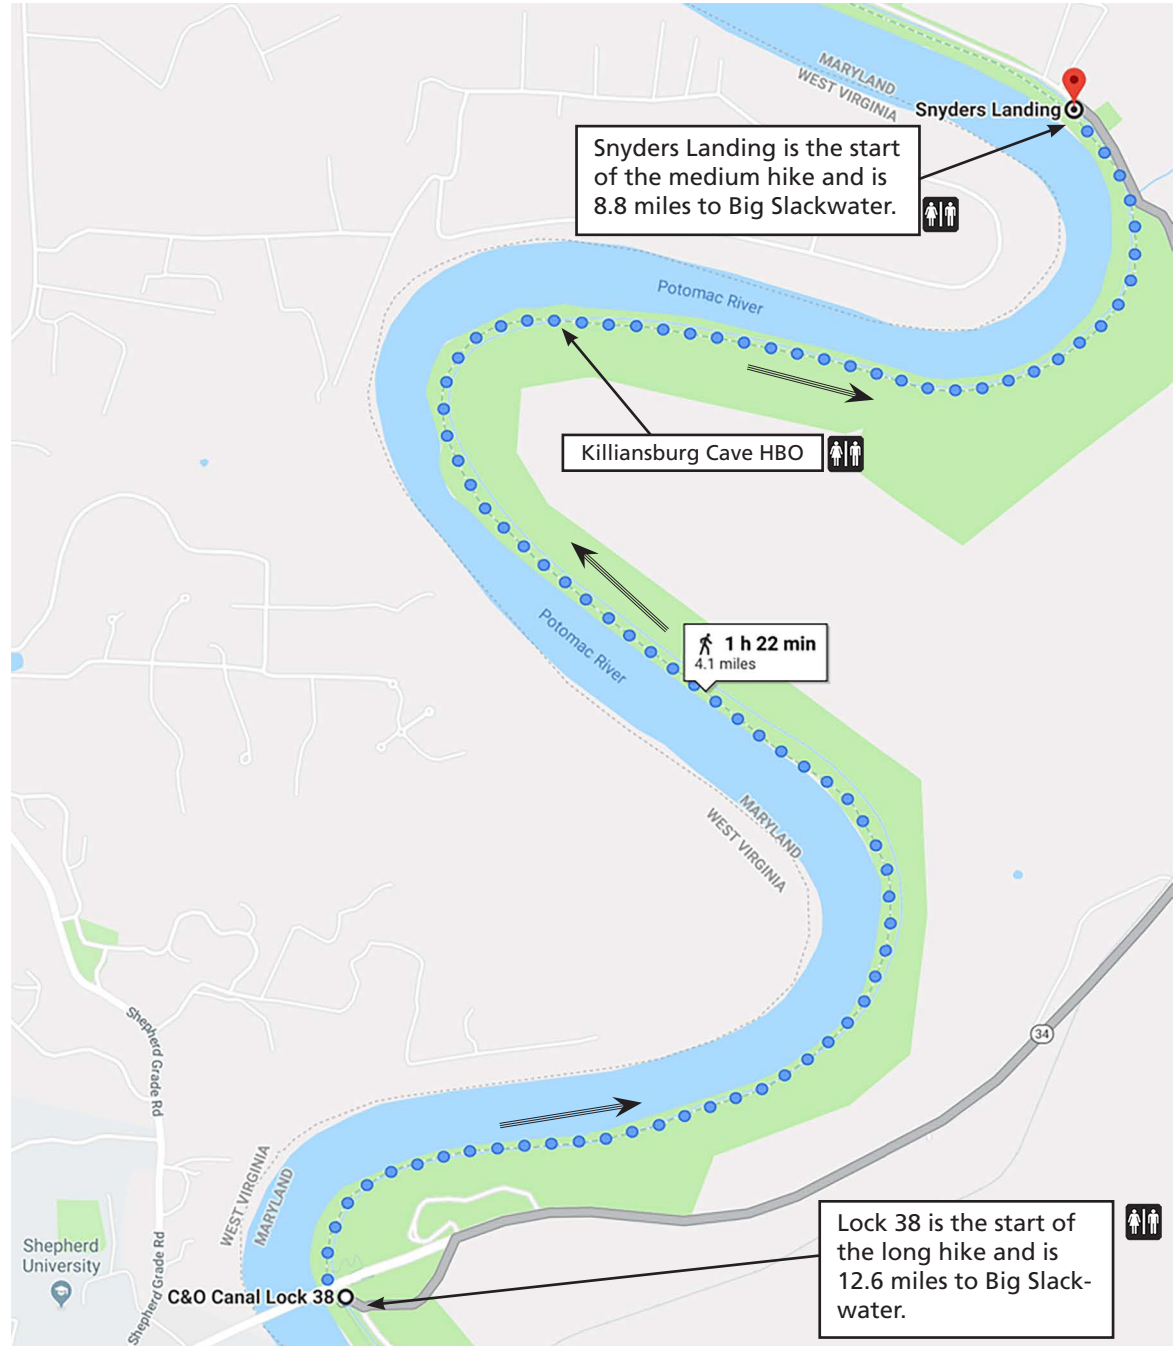 MARYLAND
WEST VIRGINIA
Snyders Landing
Snyders Landing is the start
of the medium hike and is
8.8 miles to Big Slackwater.
Potomac River
Killiansburg Cave HBO
1 h 22 min
4.1 miles
Potomac River
MARYLAND
WEST VIRGINIA
Shepherd Grade Rd
34
WEST VIRGINIA
MARYLAND
Shepherd
University
Shepherd Grade Rd
C&O Canal Lock 38
Lock 38 is the start of
the long hike and is
12.6 miles to Big Slack-
water.